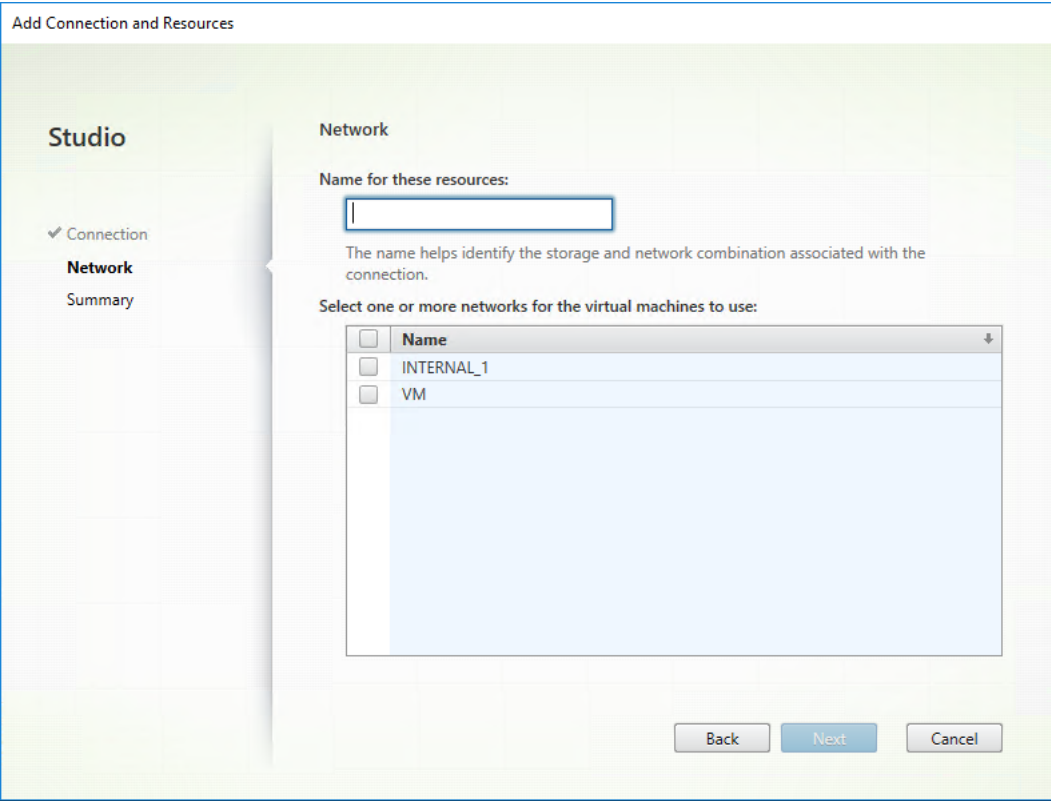 Add Connection and Resources
Studio
Connection
Network
Summary
Network
Name for these resources:
The name helps identify the storage and network combination associated with the
connection.
Select one or more networks for the virtual machines to use:
Name
INTERNAL_1
VM
Back
Next
Cancel